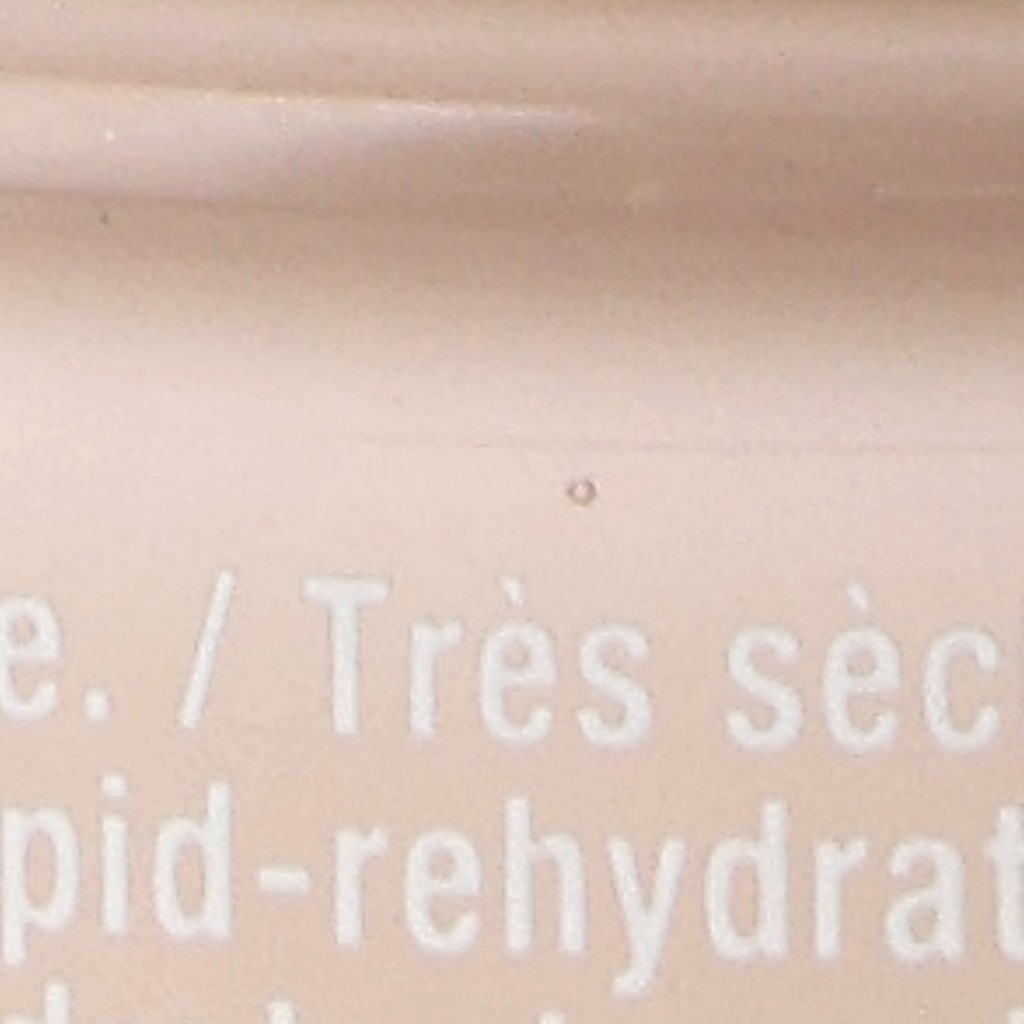 e. / Très sèc
pid-rehydrat